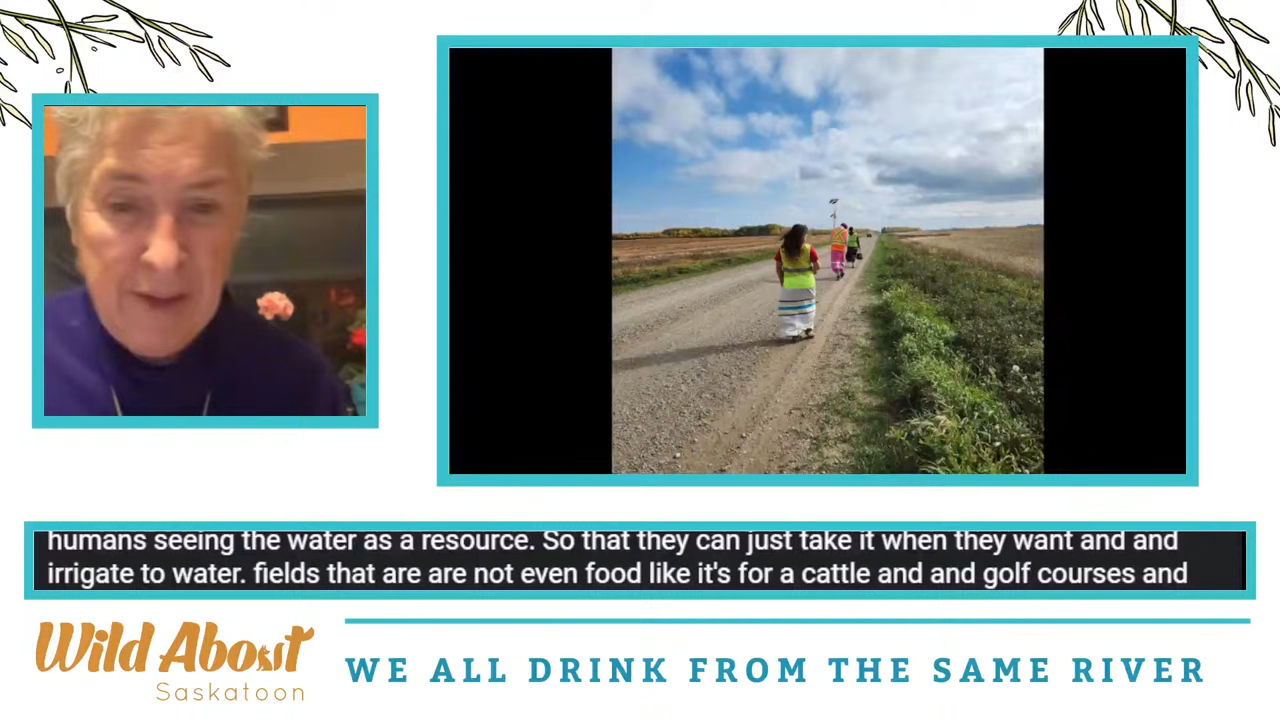 humans seeing the water as a resource. So that they can just take it when they want and and
irrigate to water. fields that are are not even food like it's for a cattle and and golf courses and
Wild About
Saskatoon
WE ALL DRINK FROM THE SAME RIVER